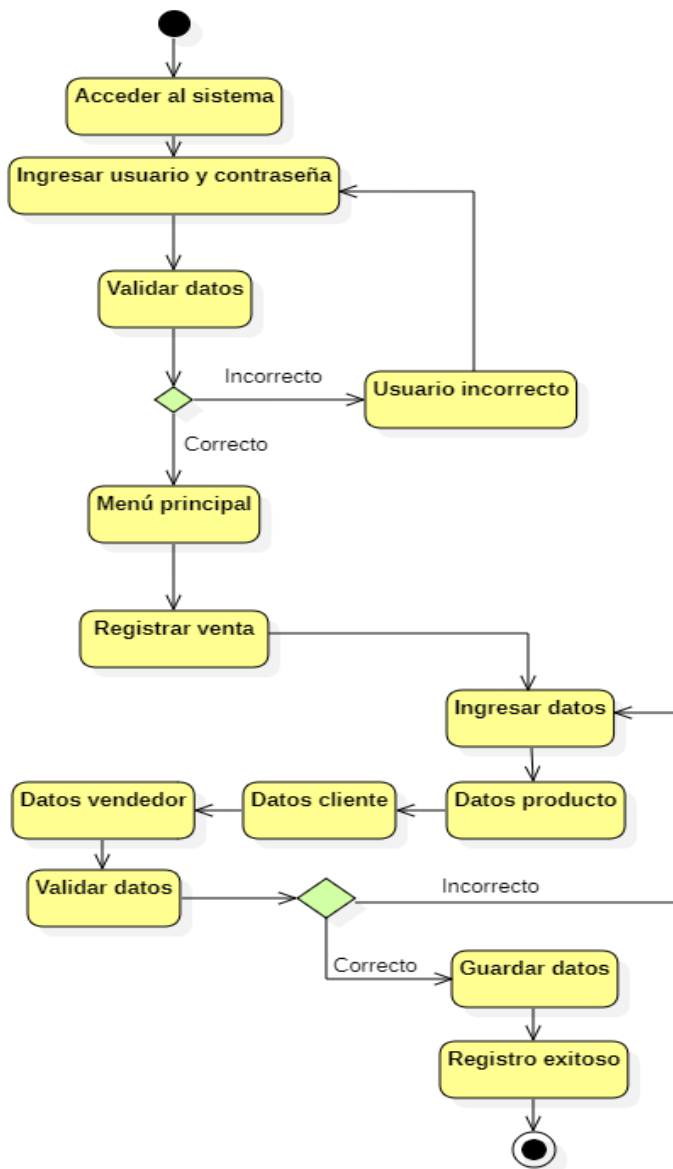 Acceder al sistema
Ingresar usuario y contraseña
Validar datos
Incorrecto
Usuario incorrecto
Correcto
Menú principal
Registrar venta
Ingresar datos
Datos vendedor
Datos cliente
Datos producto
Validar datos
Incorrecto
Correcto
Guardar datos
Registro exitoso